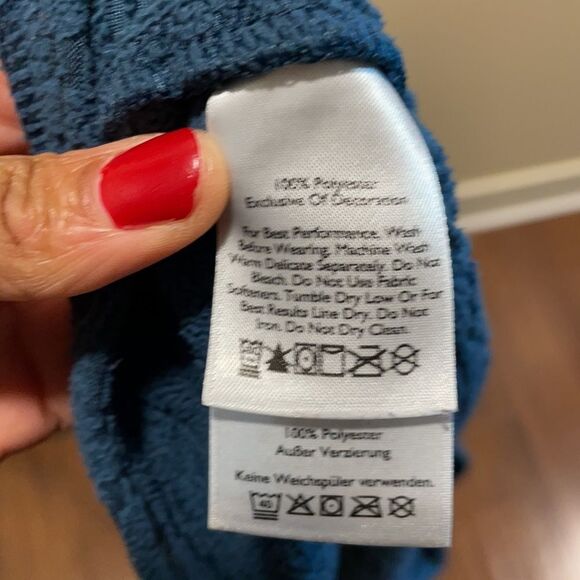 100% Polyester
Exclusive Of Decoration
For Best Performance, Wash
Before Wearing. Machine Wash
Warm Delicate Separately. Do Not
Beach. Do Not Use Fabric
Softeners. Tumble Dry Low Or For
Best Results Line Dry. Do Not
Iron. Do Not Dry Clean.
100% Polyester
Außer Verzierung
Keine Weichspüler verwenden.
40